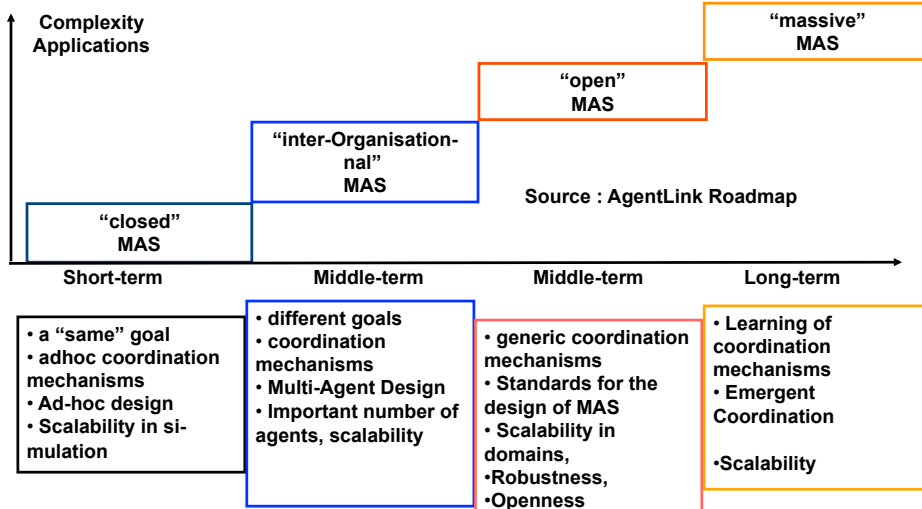 Complexity
Applications
“massive”
MAS
“open”
MAS
“inter-Organisation-
nal”
MAS
Source : AgentLink Roadmap
“closed”
MAS
Short-term
Middle-term
Middle-term
Long-term
• a “same” goal
• adhoc coordination
mechanisms
• Ad-hoc design
• Scalability in si-
mulation
• different goals
• coordination
mechanisms
• Multi-Agent Design
• Important number of
agents, scalability
• generic coordination
mechanisms
• Standards for the
design of MAS
• Scalability in
domains,
•Robustness,
•Openness
• Learning of
coordination
mechanisms
• Emergent
Coordination
•Scalability